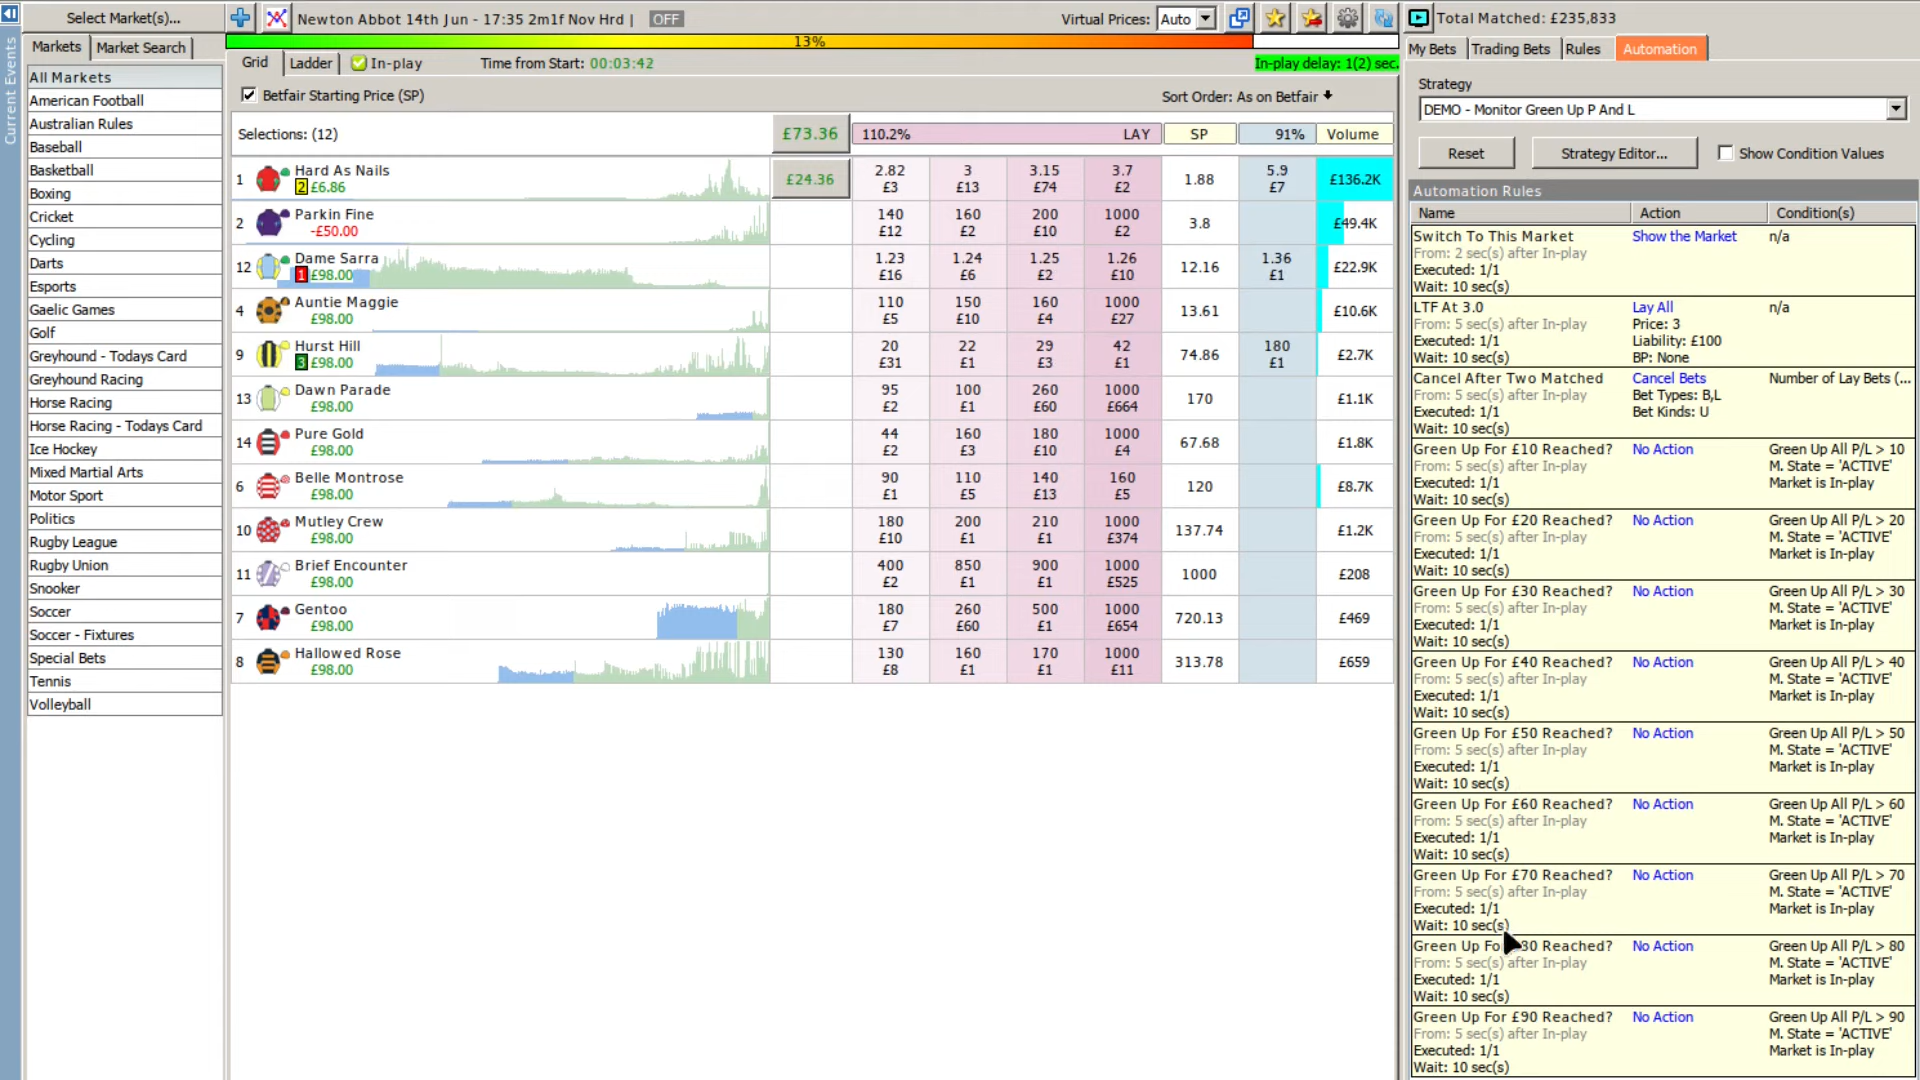 Select Market(s)...
Newton Abbot 14th Jun - 17:35 2m1f Nov Hrd |
OFF
Virtual Prices:
Auto
Total Matched: £235,833
Current Events
Markets
Market Search
13%
My Bets
Trading Bets
Rules
Automation
Grid
Ladder
In-play
Time from Start: 00:03:42
In-play delay: 1(2) sec.
Betfair Starting Price (SP)
Sort Order: As on Betfair
Selections: (12)
£73.36
110.2%
LAY
SP
91%
Volume
All Markets
American Football
Australian Rules
Baseball
Basketball
Boxing
Cricket
Cycling
Darts
Esports
Gaelic Games
Golf
Greyhound - Todays Card
Greyhound Racing
Horse Racing
Horse Racing - Todays Card
Ice Hockey
Mixed Martial Arts
Motor Sport
Politics
Rugby League
Rugby Union
Snooker
Soccer
Soccer - Fixtures
Special Bets
Tennis
Volleyball
1 Hard As Nails £24.36 2.82 3 3.15 3.7 1.88 5.9 £136.2K
2 £6.86 £3 £13 £74 £2 £7
2 Parkin Fine 140 160 200 1000 3.8 £49.4K
-£50.00 £12 £2 £10 £2
12 Dame Sarra 1.23 1.24 1.25 1.26 12.16 1.36 £22.9K
1 £98.00 £16 £6 £2 £10 £1
4 Auntie Maggie 110 150 160 1000 13.61 £10.6K
£98.00 £5 £10 £4 £27
9 Hurst Hill 20 22 29 42 74.86 180 £2.7K
3 £98.00 £31 £1 £3 £1 £1
13 Dawn Parade 95 100 260 1000 170 £1.1K
£98.00 £2 £1 £60 £664
14 Pure Gold 44 160 180 1000 67.68 £1.8K
£98.00 £2 £3 £10 £4
6 Belle Montrose 90 110 140 160 120 £8.7K
£98.00 £1 £5 £13 £5
10 Mutley Crew 180 200 210 1000 137.74 £1.2K
£98.00 £10 £1 £1 £374
11 Brief Encounter 400 850 900 1000 1000 £208
£98.00 £2 £1 £1 £525
7 Gentoo 180 260 500 1000 720.13 £469
£98.00 £7 £60 £1 £654
8 Hallowed Rose 130 160 170 1000 313.78 £659
£98.00 £8 £1 £1 £11
Strategy
DEMO - Monitor Green Up P And L
Reset
Strategy Editor...
Show Condition Values
Automation Rules
Name Action Condition(s)
Switch To This Market Show the Market n/a
From: 2 sec(s) after In-play
Executed: 1/1
Wait: 10 sec(s)
LTF At 3.0 Lay All n/a
From: 5 sec(s) after In-play Price: 3
Executed: 1/1 Liability: £100
Wait: 10 sec(s) BP: None
Cancel After Two Matched Cancel Bets Number of Lay Bets (...
From: 5 sec(s) after In-play Bet Types: B,L
Executed: 1/1 Bet Kinds: U
Wait: 10 sec(s)
Green Up For £10 Reached? No Action Green Up All P/L > 10
From: 5 sec(s) after In-play M. State = 'ACTIVE'
Executed: 1/1 Market is In-play
Wait: 10 sec(s)
Green Up For £20 Reached? No Action Green Up All P/L > 20
From: 5 sec(s) after In-play M. State = 'ACTIVE'
Executed: 1/1 Market is In-play
Wait: 10 sec(s)
Green Up For £30 Reached? No Action Green Up All P/L > 30
From: 5 sec(s) after In-play M. State = 'ACTIVE'
Executed: 1/1 Market is In-play
Wait: 10 sec(s)
Green Up For £40 Reached? No Action Green Up All P/L > 40
From: 5 sec(s) after In-play M. State = 'ACTIVE'
Executed: 1/1 Market is In-play
Wait: 10 sec(s)
Green Up For £50 Reached? No Action Green Up All P/L > 50
From: 5 sec(s) after In-play M. State = 'ACTIVE'
Executed: 1/1 Market is In-play
Wait: 10 sec(s)
Green Up For £60 Reached? No Action Green Up All P/L > 60
From: 5 sec(s) after In-play M. State = 'ACTIVE'
Executed: 1/1 Market is In-play
Wait: 10 sec(s)
Green Up For £70 Reached? No Action Green Up All P/L > 70
From: 5 sec(s) after In-play M. State = 'ACTIVE'
Executed: 1/1 Market is In-play
Wait: 10 sec(s)
Green Up Reached? No Action Green Up All P/L > 80
From: 5 sec(s) after In-play M. State = 'ACTIVE'
Executed: 1/1 Market is In-play
Wait: 10 sec(s)
Green Up For £90 Reached? No Action Green Up All P/L > 90
From: 5 sec(s) after In-play M. State = 'ACTIVE'
Executed: 1/1 Market is In-play
Wait: 10 sec(s)